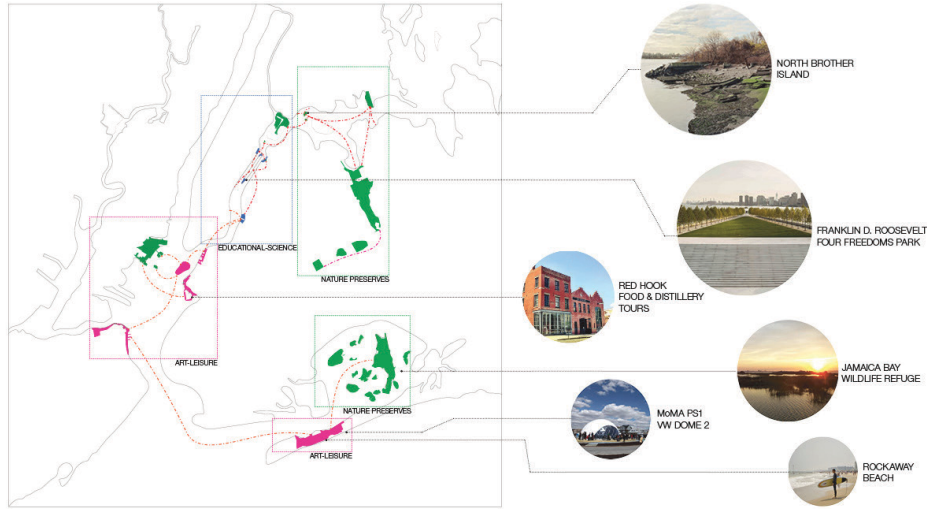 NORTH BROTHER
ISLAND
FRANKLIN D. ROOSEVELT
FOUR FREEDOMS PARK
EDUCATIONAL-SCIENCE
NATURE PRESERVES
RED HOOK
FOOD & DISTILLERY
TOURS
ART-LEISURE
JAMAICA BAY
WILDLIFE REFUGE
NATURE PRESERVES
MoMA PS1
VW DOME 2
ART-LEISURE
ROCKAWAY
BEACH